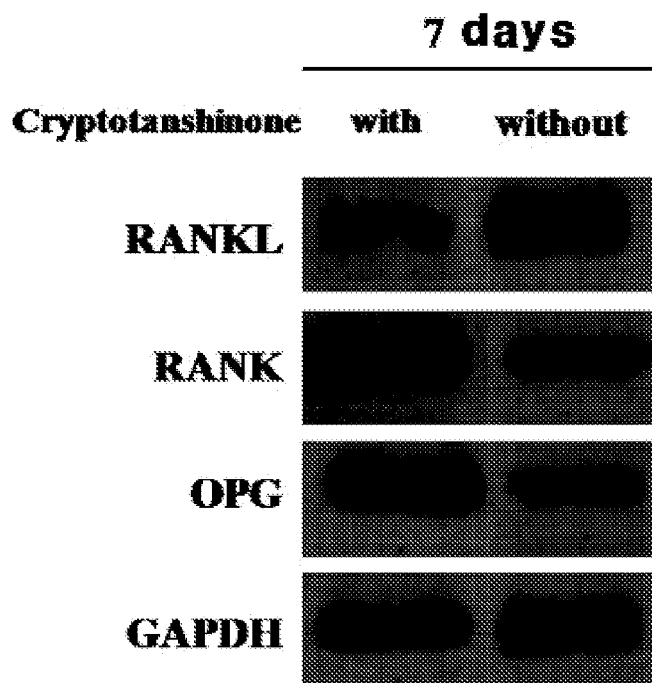 7 days
Cryptotanshinone with without
RANKL
RANK
OPG
GAPDH